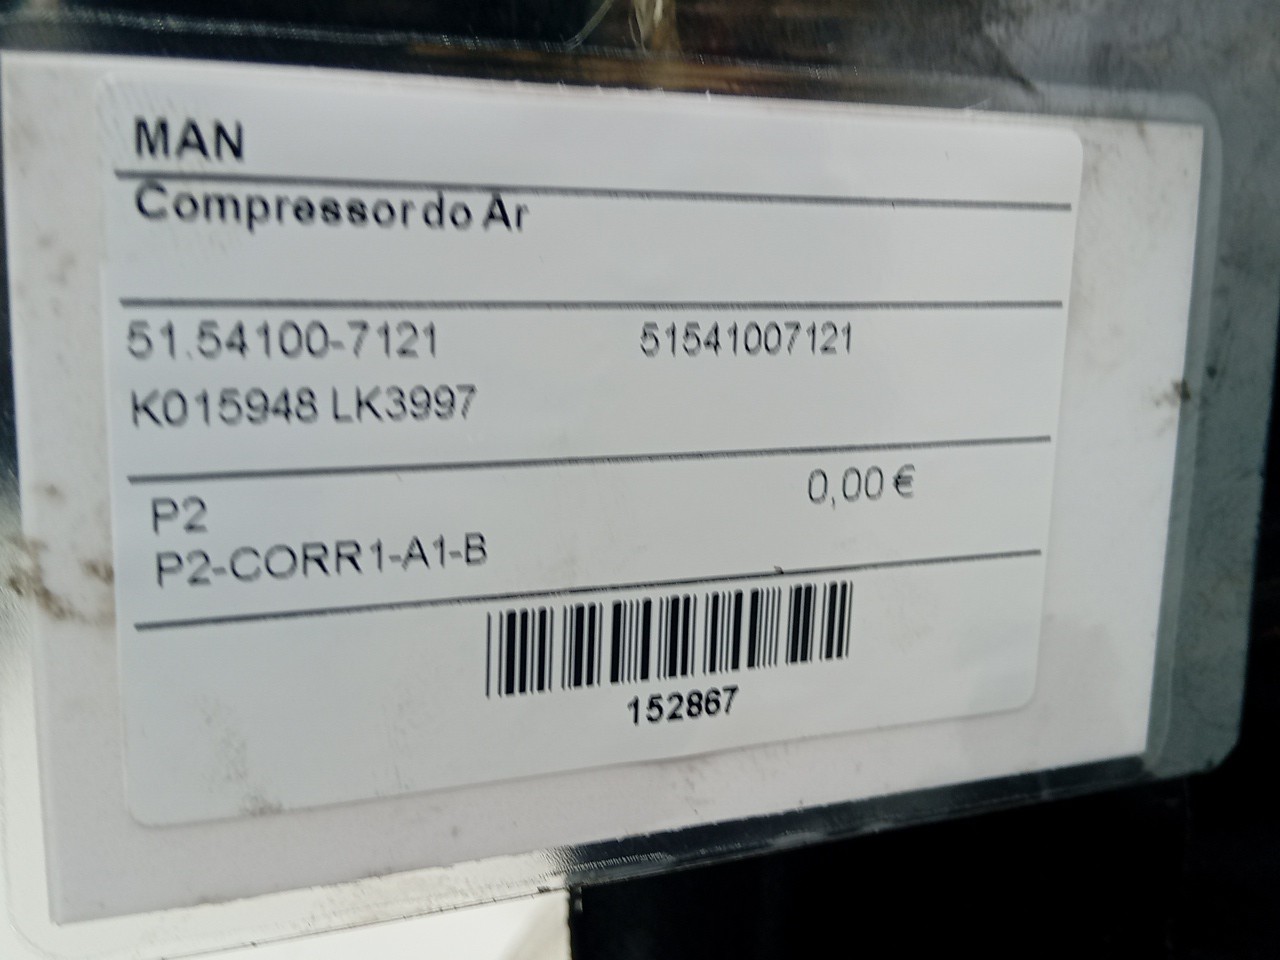 MAN
Compressor do Ar
51.54100-7121 51541007121
K015948 LK3997
0,00 €
P2
P2-CORR1-A1-B
152867